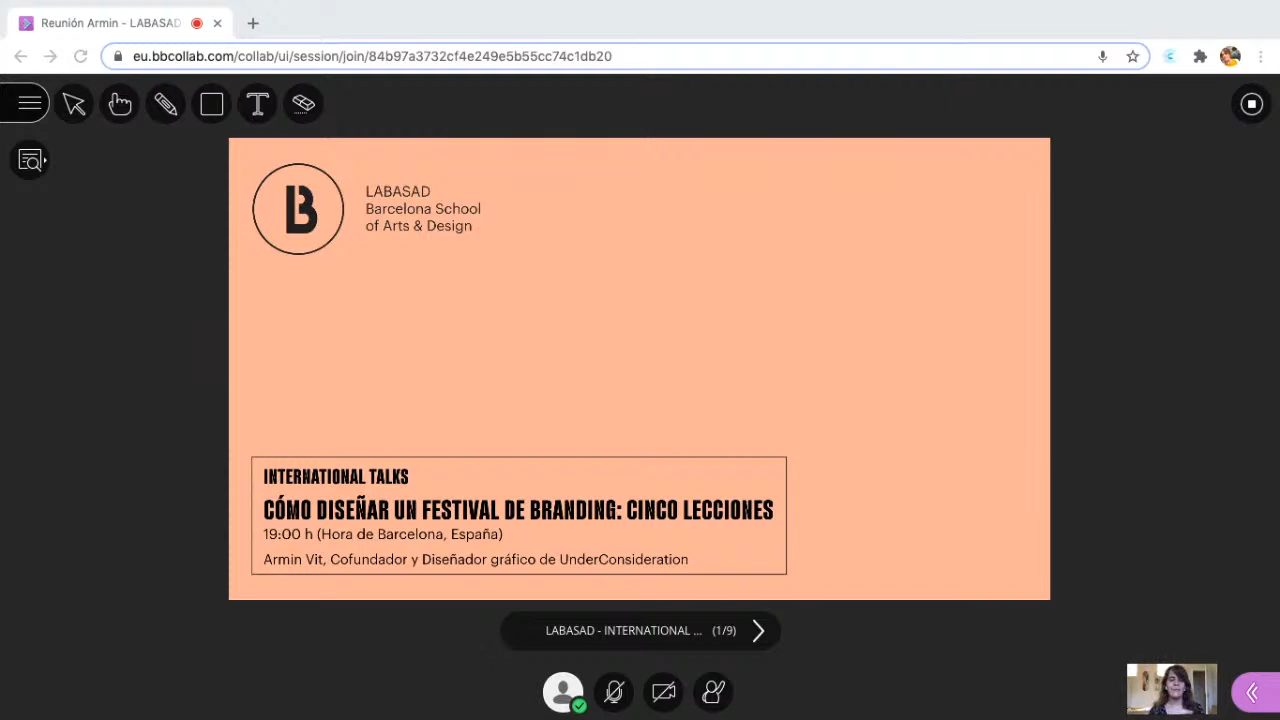 Reunión Armin - LABASAD
eu.bbcollab.com/collab/ui/session/join/84b97a3732cf4e249e5b55cc74c1db20
B
LABASAD
Barcelona School
of Arts & Design
INTERNATIONAL TALKS
CÓMO DISEÑAR UN FESTIVAL DE BRANDING: CINCO LECCIONES
19:00 h (Hora de Barcelona, España)
Armin Vit, Cofundador y Diseñador gráfico de UnderConsideration
LABASAD - INTERNATIONAL ... (1/9)